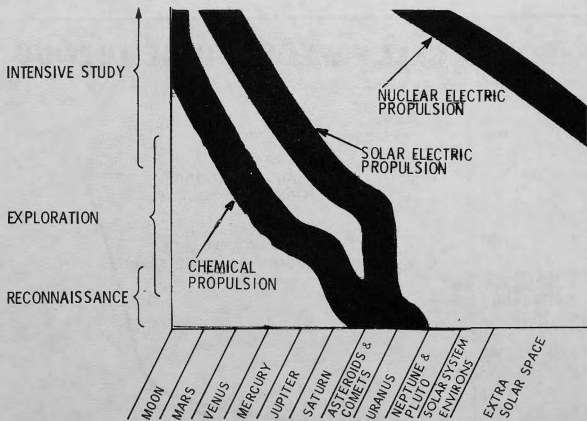 INTENSIVE STUDY
EXPLORATION
RECONNAISSANCE
NUCLEAR ELECTRIC
PROPULSION
SOLAR ELECTRIC
PROPULSION
CHEMICAL
PROPULSION
MOON
MARS
VENUS
MERCURY
JUPITER
SATURN
ASTEROIDS &
COMETS
URANUS
NEPTUNE &
PLUTO
SOLAR SYSTEM
ENVIRONS
EXTRA
SOLAR SPACE